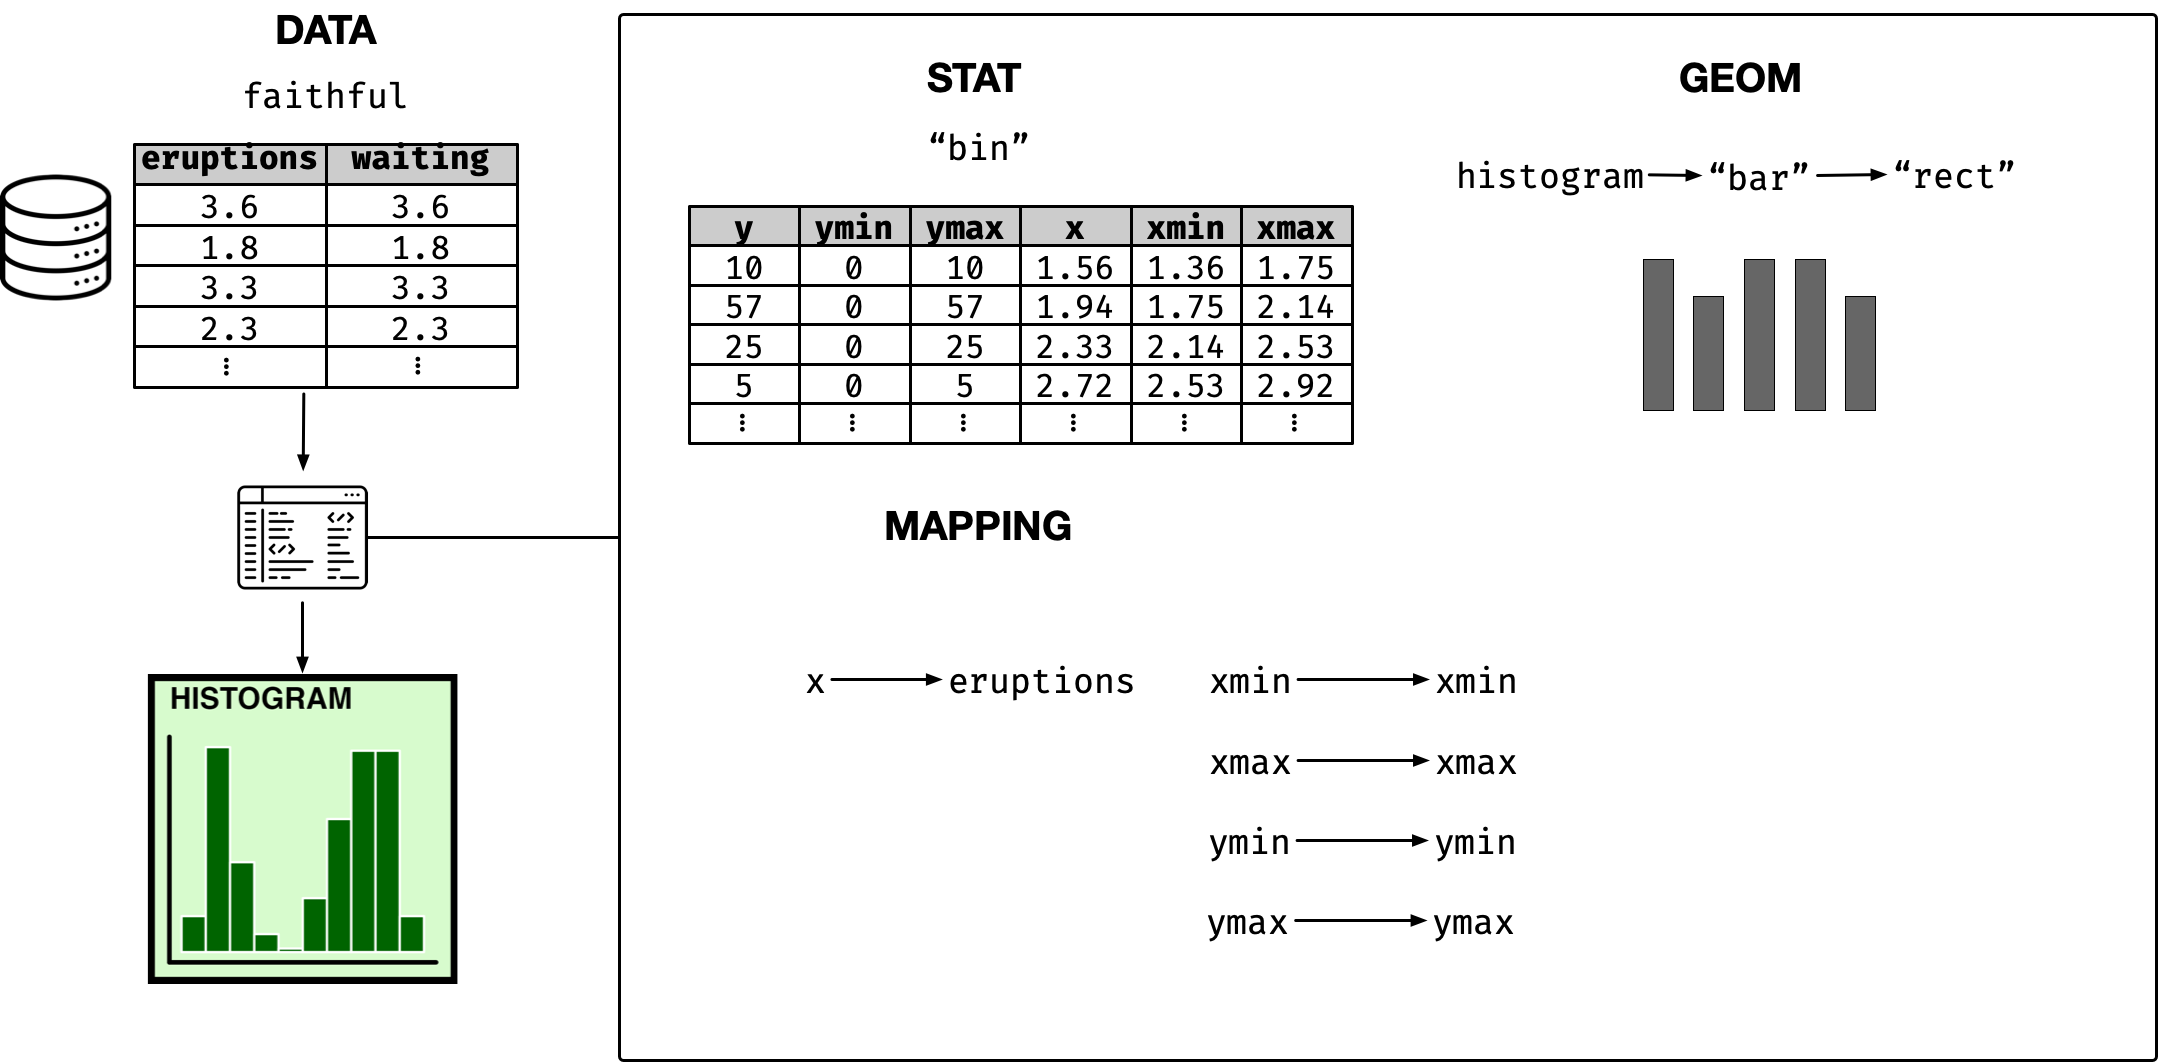 DATA
faithful
eruptions waiting
3.6 3.6
1.8 1.8
3.3 3.3
2.3 2.3
⋮ ⋮
HISTOGRAM
STAT
“bin”
y ymin ymax x xmin xmax
10 0 10 1.56 1.36 1.75
57 0 57 1.94 1.75 2.14
25 0 25 2.33 2.14 2.53
5 0 5 2.72 2.53 2.92
⋮ ⋮ ⋮ ⋮ ⋮ ⋮
GEOM
histogram “bar” “rect”
MAPPING
x eruptions
xmin xmin
xmax xmax
ymin ymin
ymax ymax